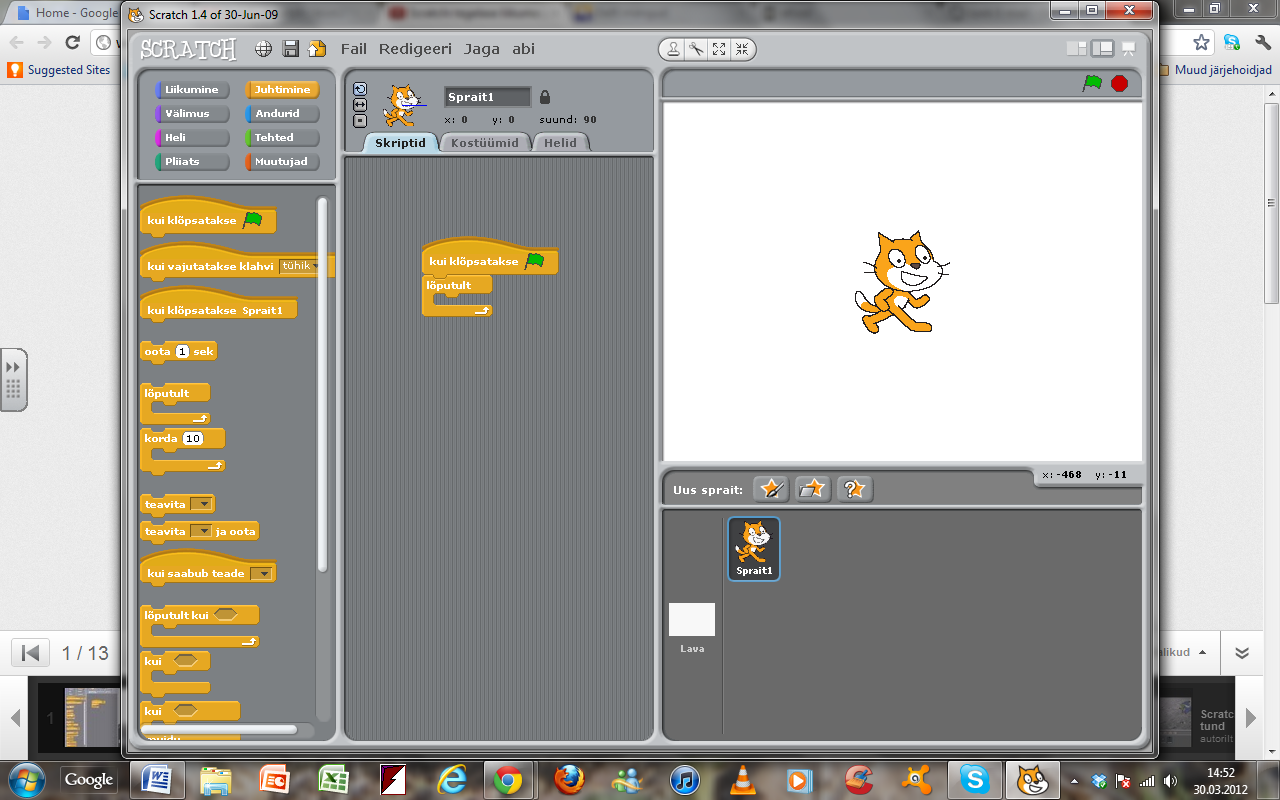 Home - Google
Scratch 1.4 of 30-Jun-09
SCRATCH
Fail Redigeeri Jaga abi
Suggested Sites
Muud järjehoidjad
Liikumine Juhtimine
Välimus Andurid
Heli Tehted
Pliiats Muutujad
Sprait1
x: 0 y: 0 suund: 90
Skriptid Kostüümid Helid
kui klõpsatakse
kui vajutatakse klahvi tühik
kui klõpsatakse Sprait1
oota 1 sek
lõputult
korda 10
teavita
teavita ja oota
kui saabub teade
lõputult kui
kui
kui
muidu
kui klõpsatakse
lõputult
x: -468 y: -11
Uus sprait:
Sprait1
Lava
1 / 13
alikud
1
Scratc
tund
autorilt
Google
14:52
30.03.2012